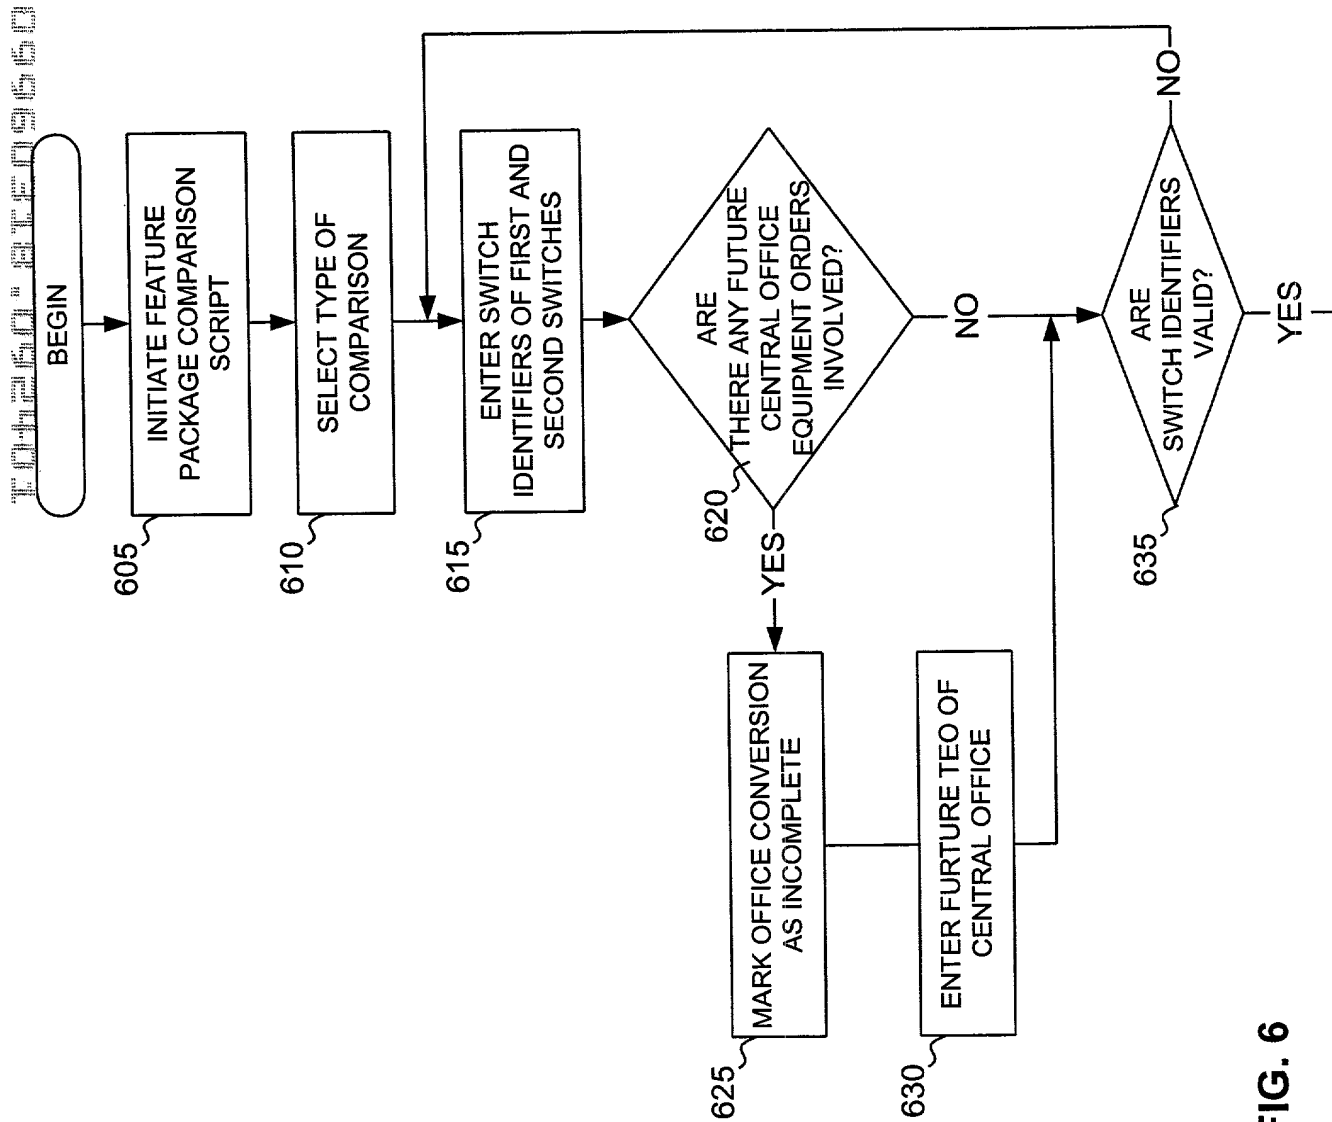 BEGIN
INITIATE FEATURE
PACKAGE COMPARISON
SCRIPT
605
SELECT TYPE OF
COMPARISON
610
ENTER SWITCH
IDENTIFIERS OF FIRST AND
SECOND SWITCHES
615
ARE
THERE ANY FUTURE
CENTRAL OFFICE
EQUIPMENT ORDERS
INVOLVED?
620
YES
NO
MARK OFFICE CONVERSION
AS INCOMPLETE
625
ENTER FURTURE TEO OF
CENTRAL OFFICE
630
ARE
SWITCH IDENTIFIERS
VALID?
635
NO
YES
FIG. 6